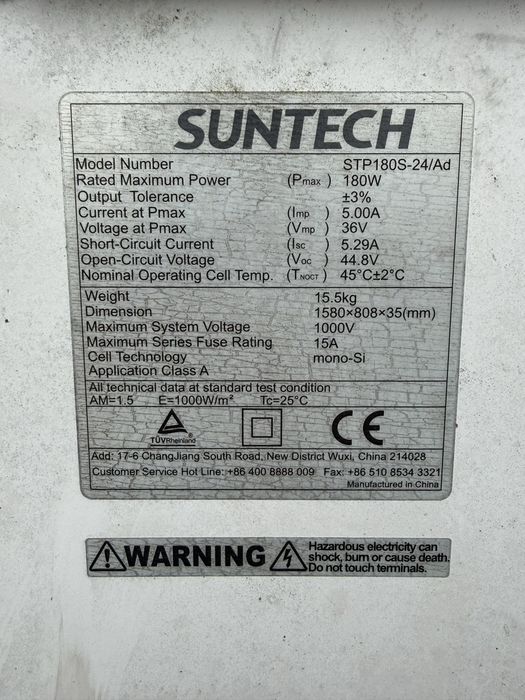 SUNTECH
Model Number STP180S-24/Ad
Rated Maximum Power (Pmax) 180W
Output Tolerance ±3%
Current at Pmax (Imp) 5.00A
Voltage at Pmax (Vmp) 36V
Short-Circuit Current (Isc) 5.29A
Open-Circuit Voltage (Voc) 44.8V
Nominal Operating Cell Temp. (TNOCT) 45°C±2°C
Weight 15.5kg
Dimension 1580×808×35(mm)
Maximum System Voltage 1000V
Maximum Series Fuse Rating 15A
Cell Technology mono-Si
Application Class A
All technical data at standard test condition
AM=1.5 E=1000W/m² Tc=25°C
TÜVRheinland CE
Add: 17-6 ChangJiang South Road, New District Wuxi, China 214028
Customer Service Hot Line: +86 400 8888 009 Fax: +86 510 8534 3321
Manufactured in China
WARNING
Hazardous electricity can
shock, burn or cause death.
Do not touch terminals.